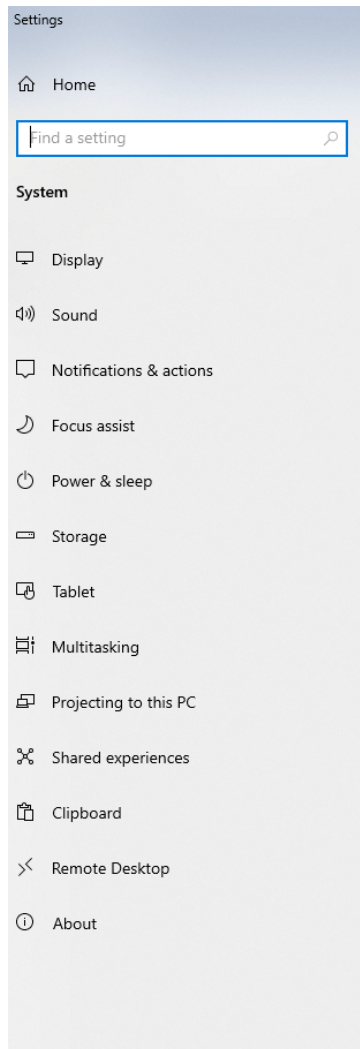 Settings
Home
Find a setting
System
Display
Sound
Notifications & actions
Focus assist
Power & sleep
Storage
Tablet
Multitasking
Projecting to this PC
Shared experiences
Clipboard
Remote Desktop
About